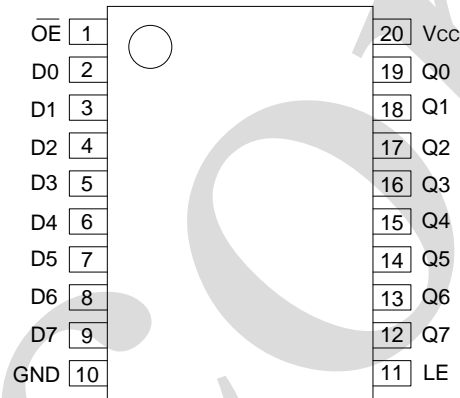 OE 1 20 Vcc
D0 2 19 Q0
D1 3 18 Q1
D2 4 17 Q2
D3 5 16 Q3
D4 6 15 Q4
D5 7 14 Q5
D6 8 13 Q6
D7 9 12 Q7
GND 10 11 LE